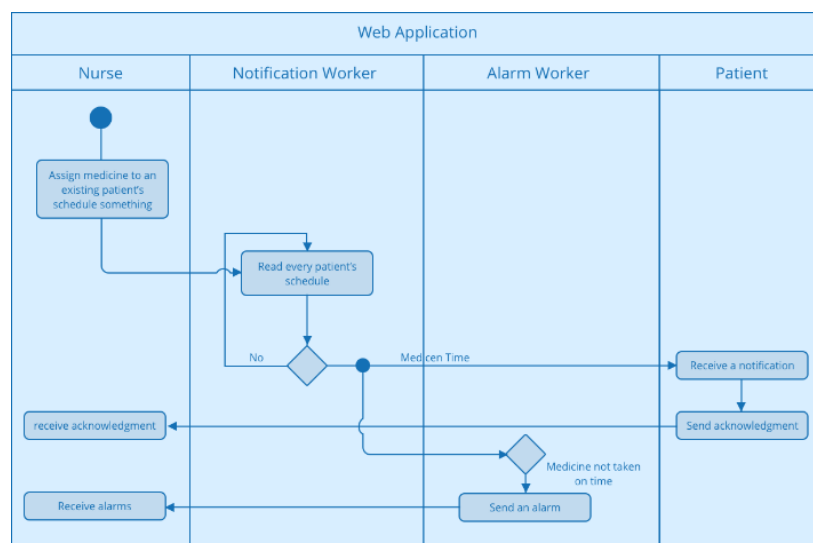 Web Application
Nurse
Notification Worker
Alarm Worker
Patient
Assign medicine to an
existing patient's
schedule something
Read every patient's
schedule
No
Medicen Time
Receive a notification
receive acknowledgment
Send acknowledgment
Medicine not taken
on time
Receive alarms
Send an alarm